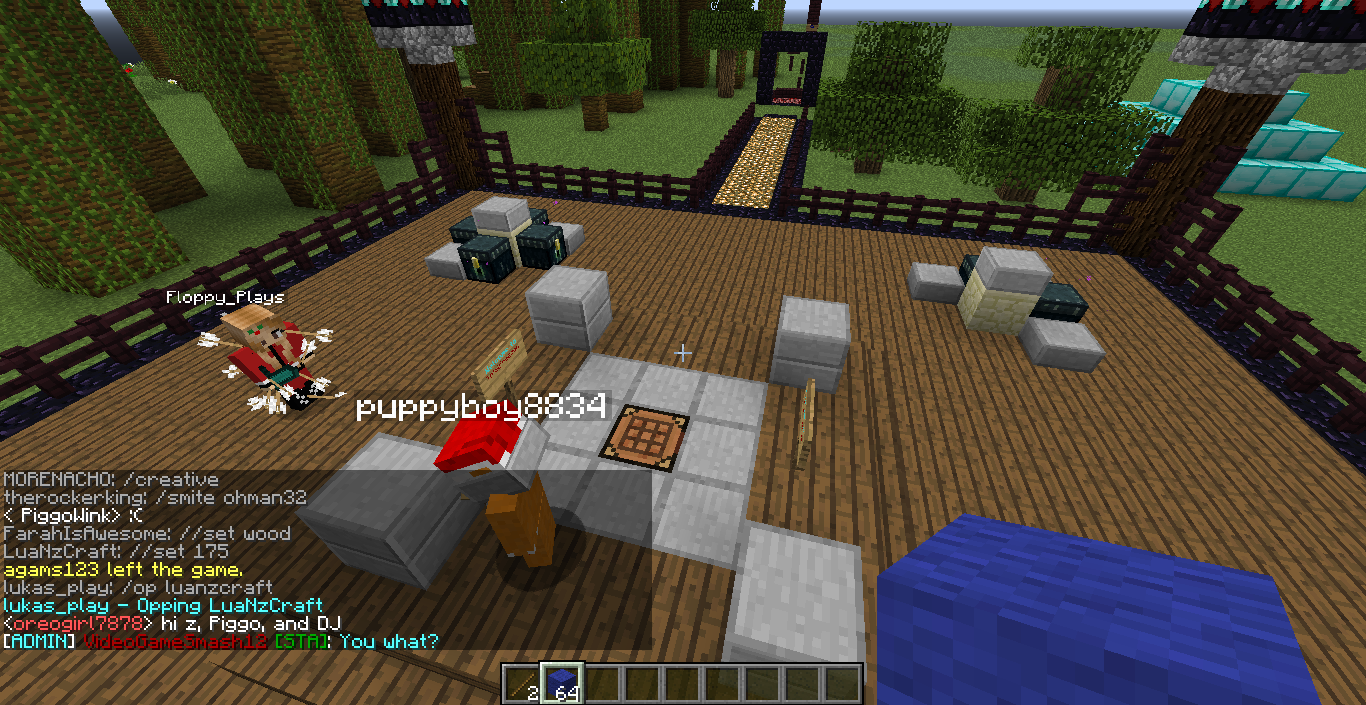 Floppy_Plays
puppyboy8834
MORENACHO: /creative
therockerking: /smite ohman32
< PiggoWink> :(
FarahIsAwesome: //set wood
LuaNzCraft: //set 175
agams123 left the game.
lukas_play: /op luanzcraft
lukas_play - Opping LuaNzCraft
<oreogirl7878> hi z, Piggo, and DJ
[ADMIN] VideoGameSmash12 [STA]: You what?
2 64